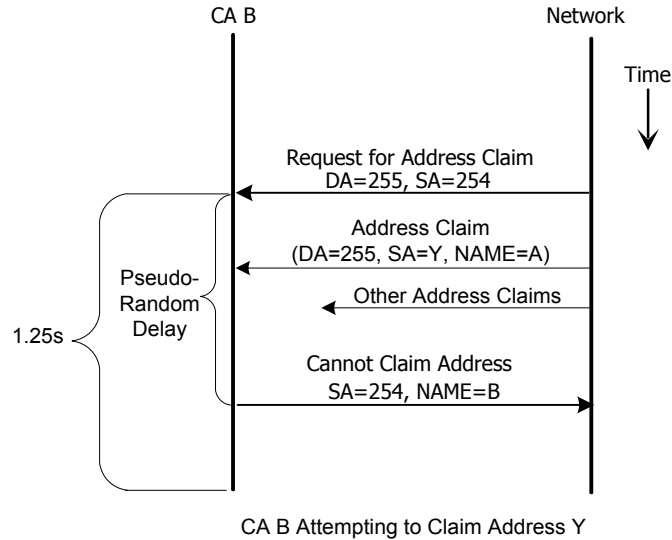 CA B
Network
Time
Request for Address Claim
DA=255, SA=254
Address Claim
(DA=255, SA=Y, NAME=A)
Other Address Claims
Pseudo-
Random
Delay
1.25s
Cannot Claim Address
SA=254, NAME=B
CA B Attempting to Claim Address Y